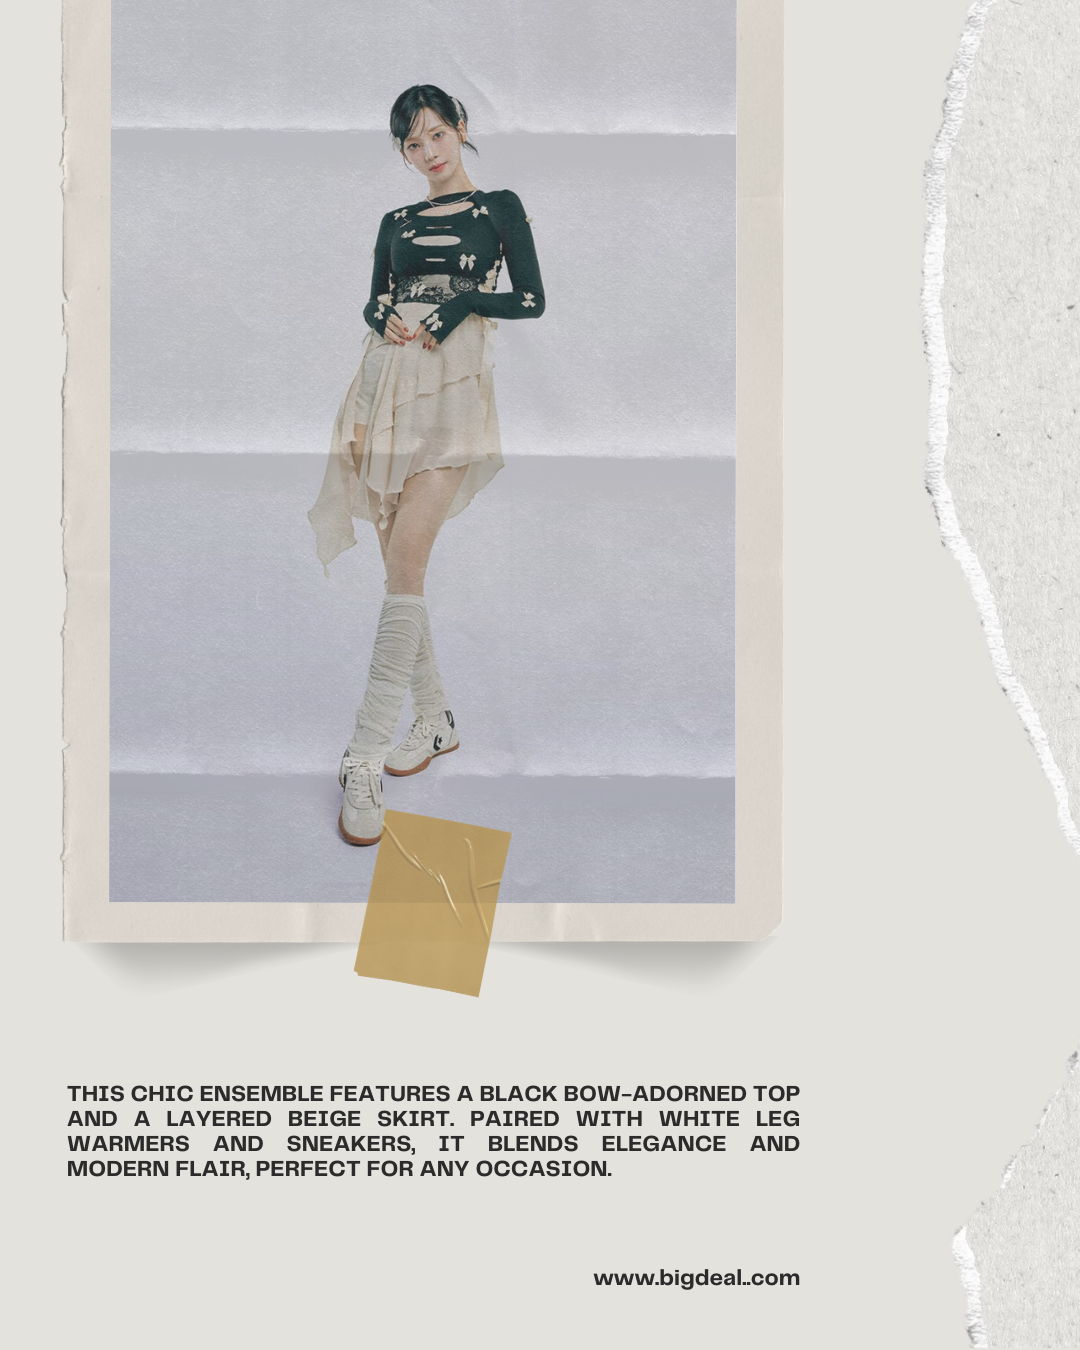 THIS CHIC ENSEMBLE FEATURES A BLACK BOW-ADORNED TOP
AND A LAYERED BEIGE SKIRT. PAIRED WITH WHITE LEG
WARMERS AND SNEAKERS, IT BLENDS ELEGANCE AND
MODERN FLAIR, PERFECT FOR ANY OCCASION.
www.bigdeal..com